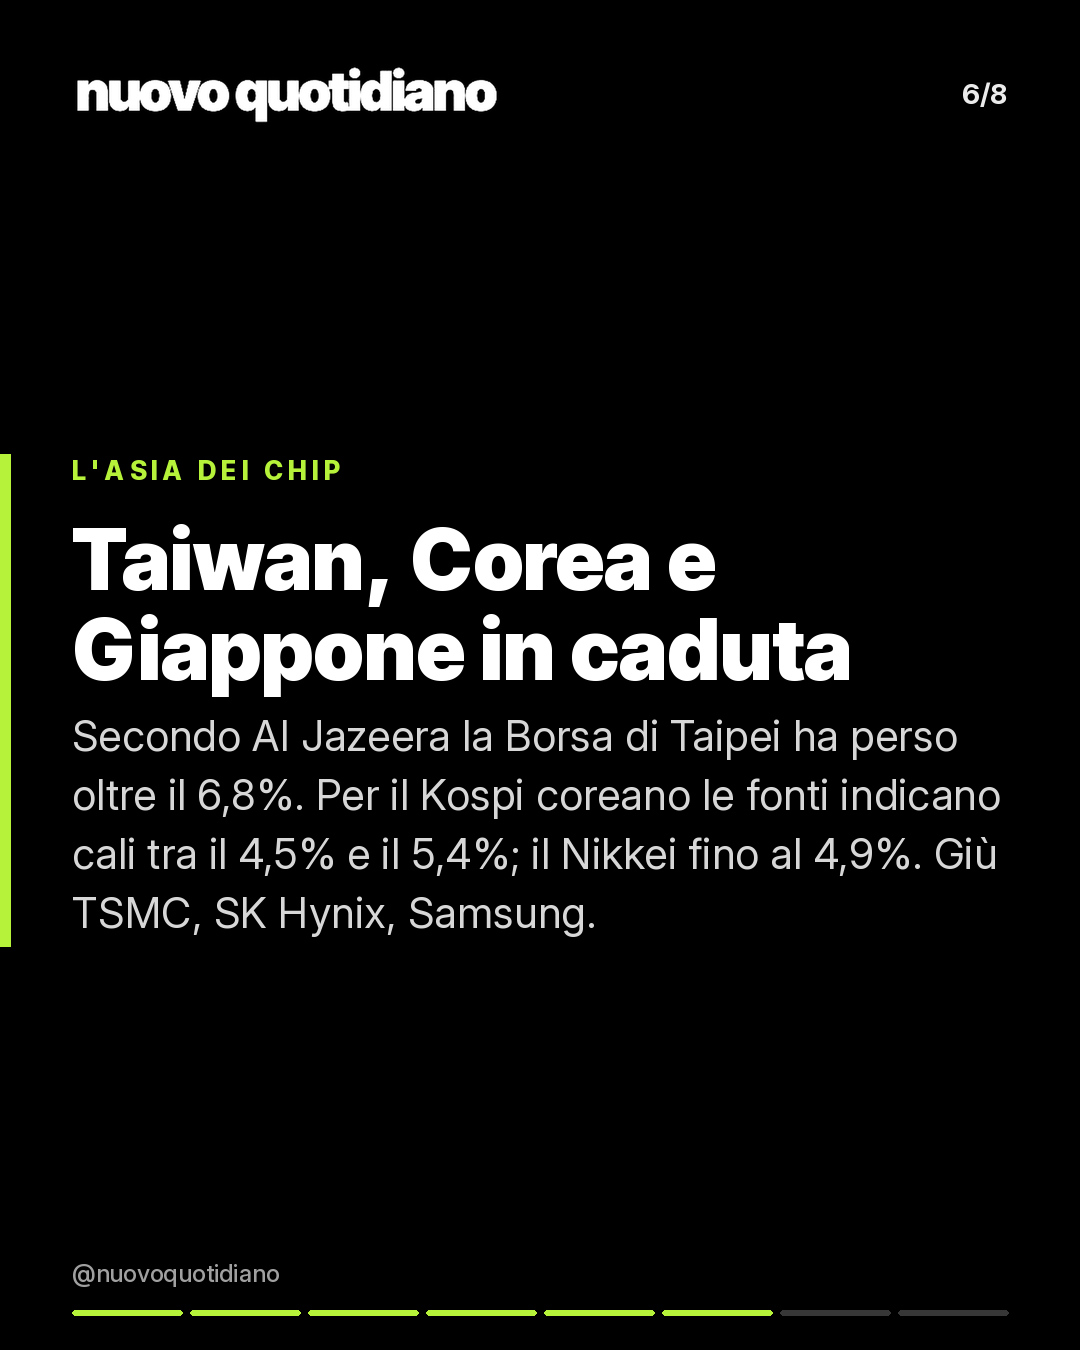 nuovo quotidiano
6/8
L'ASIA DEI CHIP
Taiwan, Corea e
Giappone in caduta
Secondo Al Jazeera la Borsa di Taipei ha perso
oltre il 6,8%. Per il Kospi coreano le fonti indicano
cali tra il 4,5% e il 5,4%; il Nikkei fino al 4,9%. Giù
TSMC, SK Hynix, Samsung.
@nuovoquotidiano